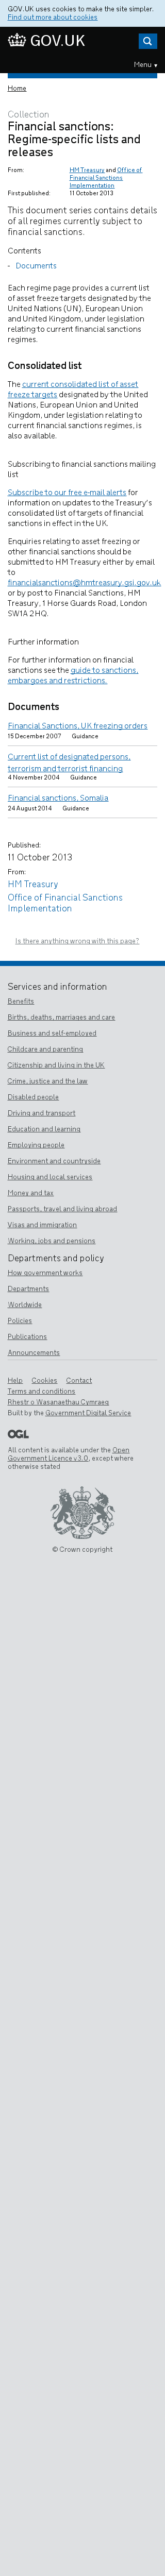 GOV.UK uses cookies to make the site simpler.
Find out more about cookies
GOV.UK
Menu ▼
Home
Collection
Financial sanctions:
Regime-specific lists and
releases
From:
HM Treasury and Office of
Financial Sanctions
Implementation
First published:
11 October 2013
This document series contains details
of all regimes currently subject to
financial sanctions.
Contents
- Documents
Each regime page provides a current list
of asset freeze targets designated by the
United Nations (UN), European Union and
United Kingdom, under legislation relating
to current financial sanctions
regimes.
Consolidated list
The current consolidated list of asset
freeze targets designated by the United
Nations, European Union and United
Kingdom, under legislation relating to
current financial sanctions regimes, is
also available.
Subscribing to financial sanctions mailing
list
Subscribe to our free e-mail alerts for
information on updates to the Treasury's
consolidated list of targets and financial
sanctions in effect in the UK.
Enquiries relating to asset freezing or
other financial sanctions should be
submitted to HM Treasury either by email
to
financialsanctions@hmtreasury.gsi.gov.uk
or by post to Financial Sanctions, HM
Treasury, 1 Horse Guards Road, London
SW1A 2HQ.
Further information
For further information on financial
sanctions see the guide to sanctions,
embargoes and restrictions.
Documents
Financial Sanctions, UK freezing orders
15 December 2007 Guidance
Current list of designated persons,
terrorism and terrorist financing
4 November 2004 Guidance
Financial sanctions, Somalia
24 August 2014 Guidance
Published:
11 October 2013
From:
HM Treasury
Office of Financial Sanctions
Implementation
Is there anything wrong with this page?
Services and information
Benefits
Births, deaths, marriages and care
Business and self-employed
Childcare and parenting
Citizenship and living in the UK
Crime, justice and the law
Disabled people
Driving and transport
Education and learning
Employing people
Environment and countryside
Housing and local services
Money and tax
Passports, travel and living abroad
Visas and immigration
Working, jobs and pensions
Departments and policy
How government works
Departments
Worldwide
Policies
Publications
Announcements
Help Cookies Contact
Terms and conditions
Rhestr o Wasanaethau Cymraeg
Built by the Government Digital Service
OGL
All content is available under the Open
Government Licence v3.0, except where
otherwise stated
© Crown copyright